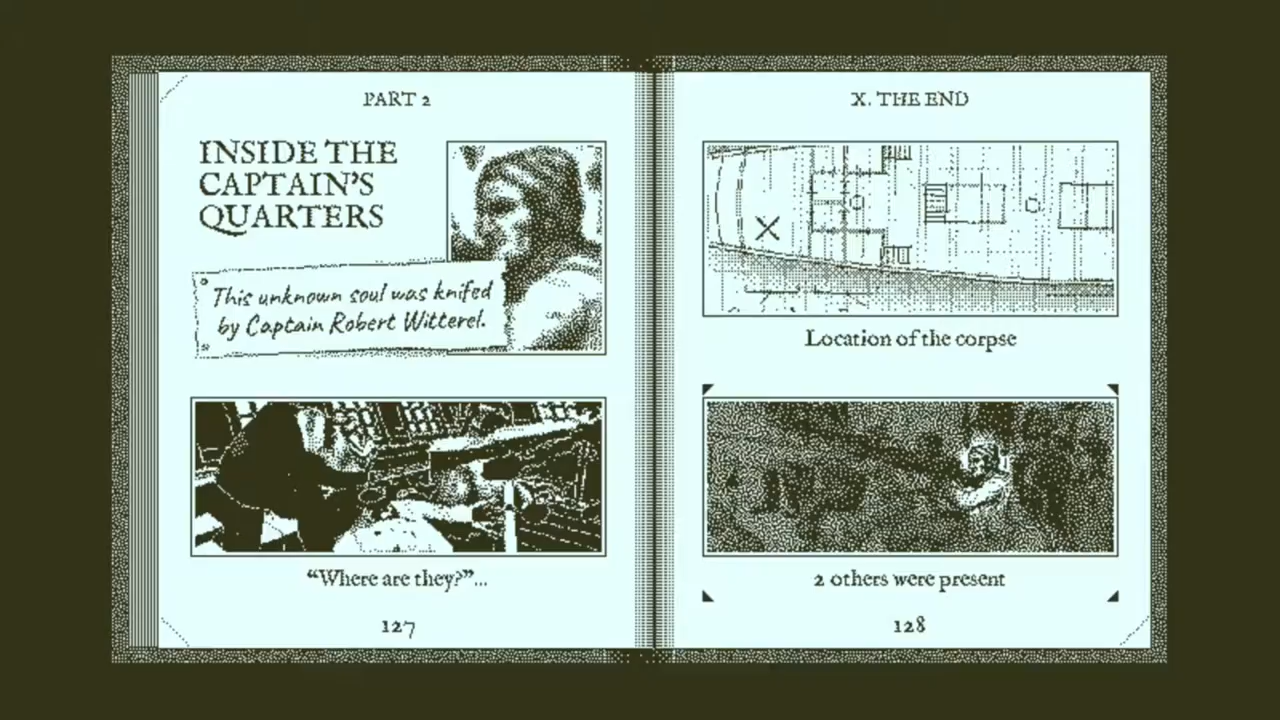 PART 2
INSIDE THE
CAPTAIN'S
QUARTERS
This unknown soul was knifed
by Captain Robert Witterel.
“Where are they?”...
127
X. THE END
Location of the corpse
2 others were present
128